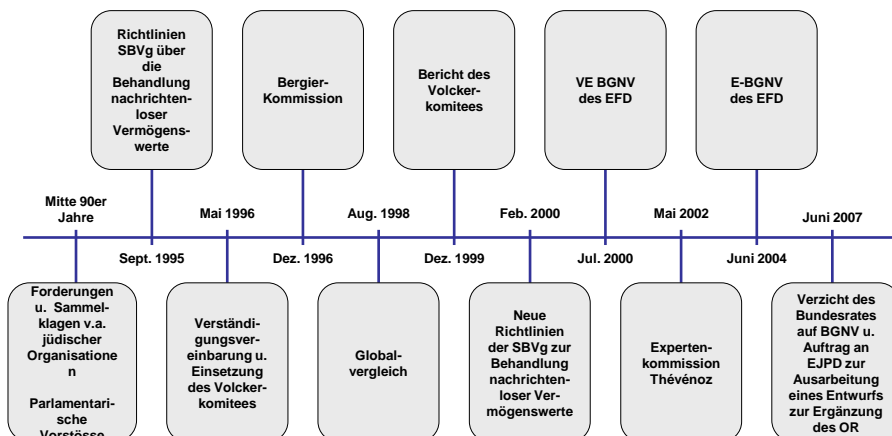 Richtlinien
SBVg über
die
Behandlung
nachrichten-
loser
Vermögens-
werte
Bergier-
Kommission
Bericht des
Volcker-
komitees
VE BGNV
des EFD
E-BGNV
des EFD
Mitte 90er
Jahre
Mai 1996
Aug. 1998
Feb. 2000
Mai 2002
Juni 2007
Sept. 1995
Dez. 1996
Dez. 1999
Jul. 2000
Juni 2004
Forderungen
u. Sammel-
klagen v.a.
jüdischer
Organisatione
n
Parlamentari-
sche
Vorstösse
Verständi-
gungsver-
einbarung u.
Einsetzung
des Volcker-
komitees
Global-
vergleich
Neue
Richtlinien
der SBVg zur
Behandlung
nachrichten-
loser Ver-
mögenswerte
Experten-
kommission
Thévénoz
Verzicht des
Bundesrates
auf BGNV u.
Auftrag an
EJPD zur
Ausarbeitung
eines Entwurfs
zur Ergänzung
des OR